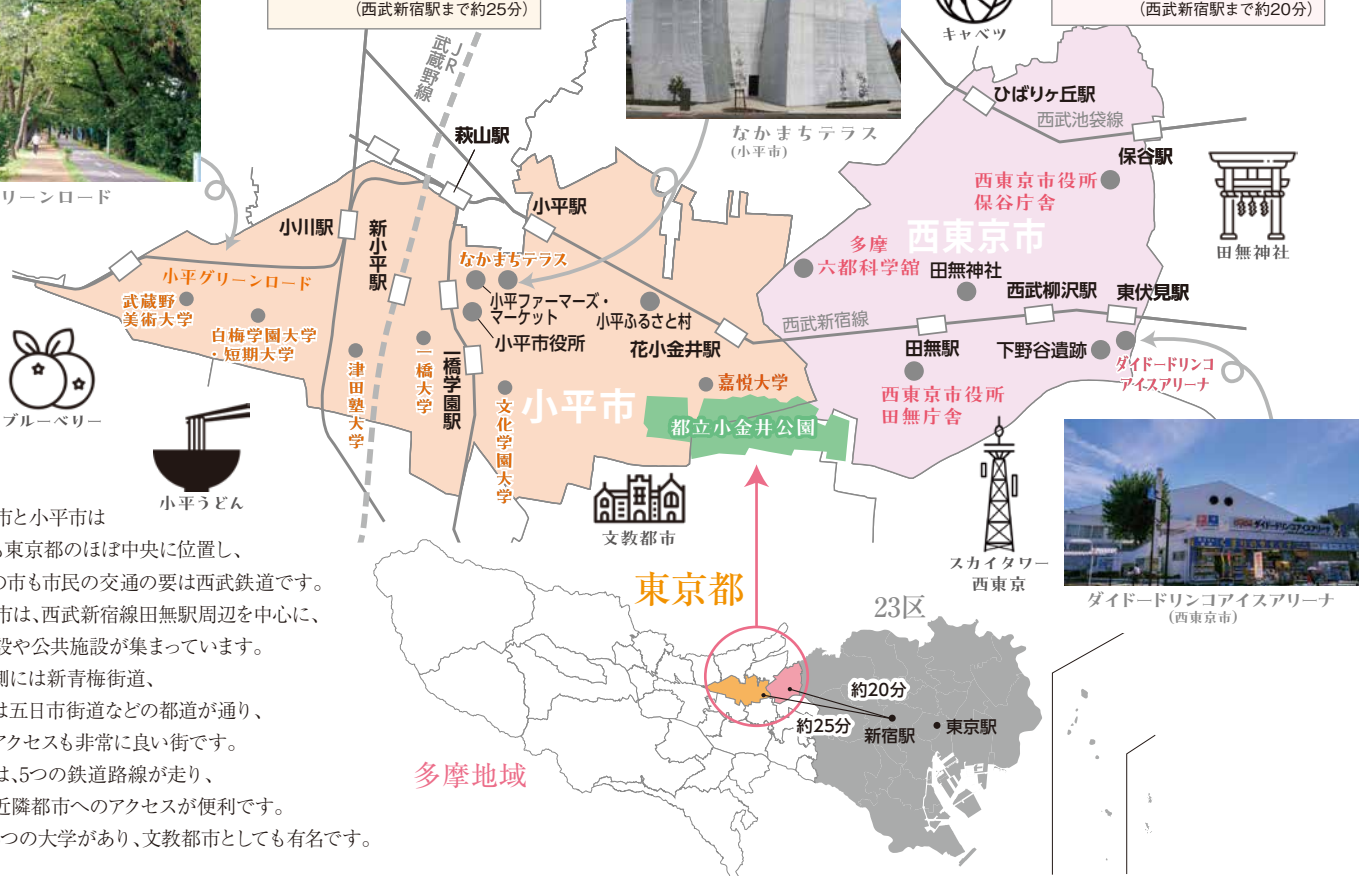 (西武新宿駅まで約25分)
(西武新宿駅まで約20分)
キャベツ
JR
武蔵野線
萩山駅
なかまちテラス
(小平市)
ひばりヶ丘駅
西武池袋線
保谷駅
西東京市役所
保谷庁舎
リーンロード
小川駅
新小平駅
小平駅
西東京市
田無神社
多摩
六都科学館
田無神社
なかまちテラス
小平グリーンロード
武蔵野
美術大学
小平ファーマーズ・
マーケット
小平ふるさと村
西武柳沢駅
東伏見駅
西武新宿線
白梅学園大学
・短期大学
小平市役所
花小金井駅
田無駅
下野谷遺跡
ダイドードリンコ
アイスアリーナ
一橋大学
一橋学園駅
津田塾大学
嘉悦大学
小平市
文化学園大学
西東京市役所
田無庁舎
都立小金井公園
ブルーベリー
小平うどん
文教都市
スカイタワー
西東京
ダイドードリンコアイスアリーナ
ダイドードリンコアイスアリーナ
(西東京市)
市と小平市は
も東京都のほぼ中央に位置し、
の市も市民の交通の要は西武鉄道です。
市は、西武新宿線田無駅周辺を中心に、
設や公共施設が集まっています。
側には新青梅街道、
は五日市街道などの都道が通り、
アクセスも非常に良い街です。
は、5つの鉄道路線が走り、
近隣都市へのアクセスが便利です。
つの大学があり、文教都市としても有名です。
東京都
23区
約20分
約25分
新宿駅
東京駅
多摩地域